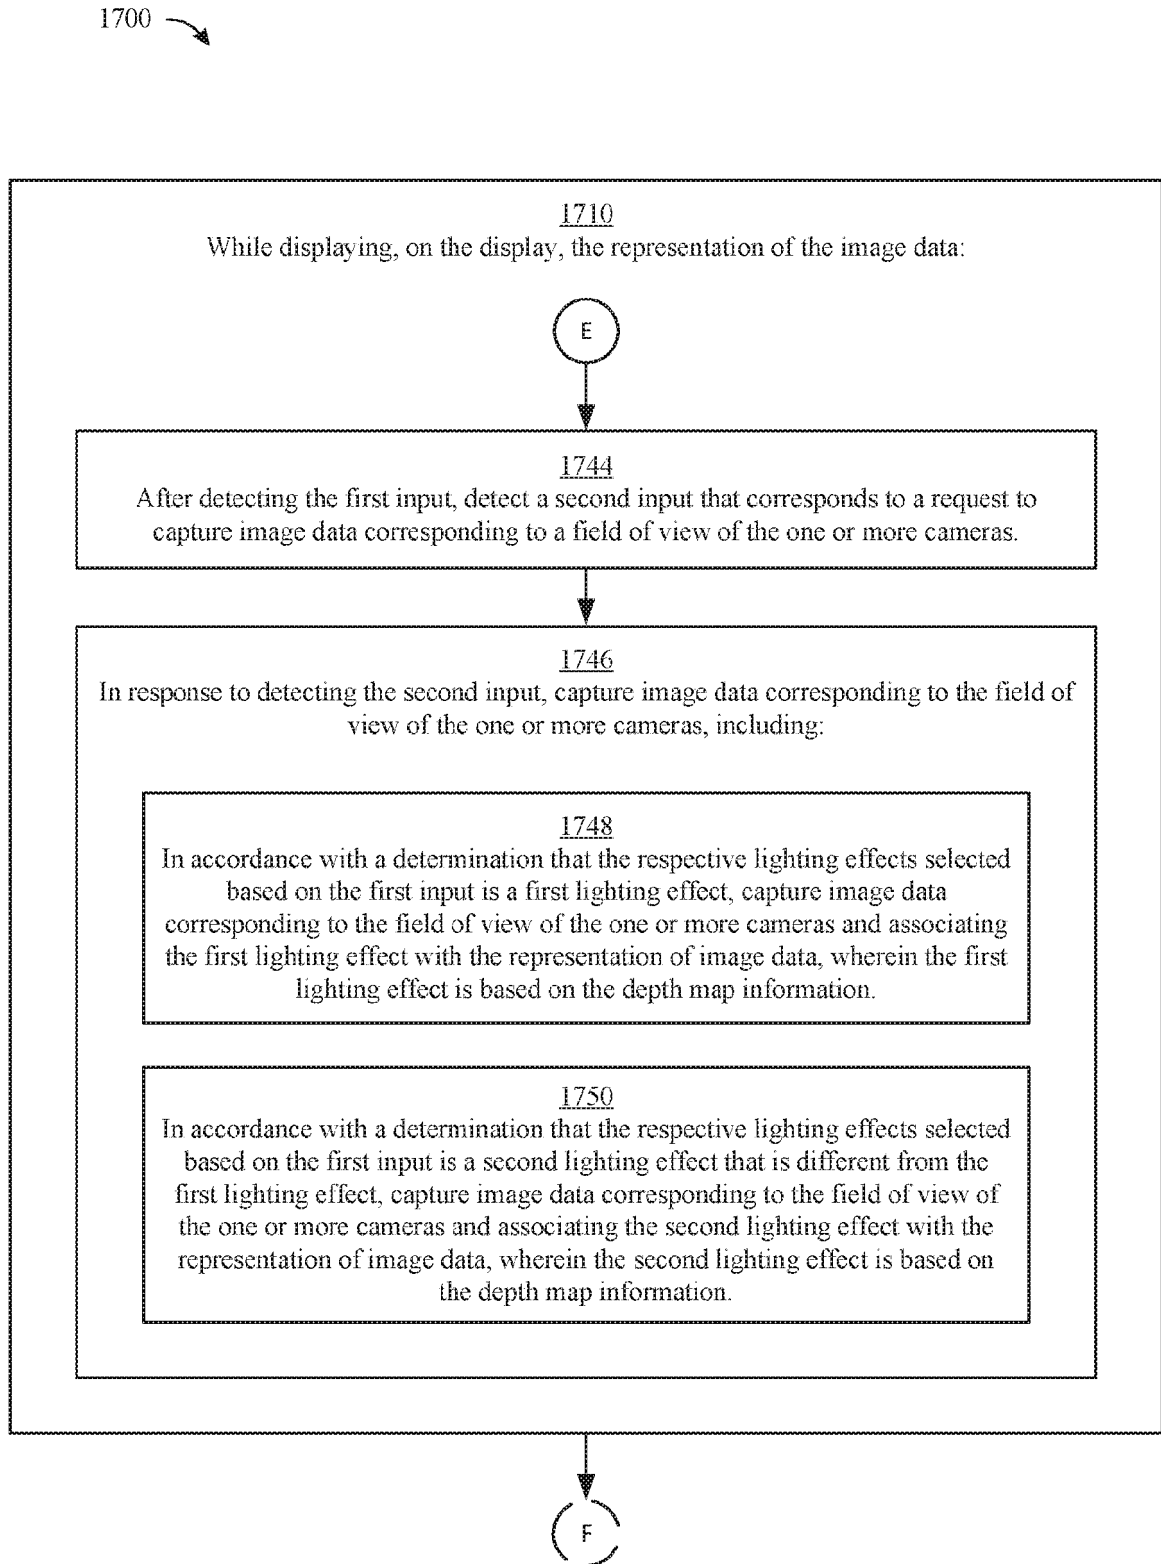 1700
1710
While displaying, on the display, the representation of the image data:
E
1744
After detecting the first input, detect a second input that corresponds to a request to
capture image data corresponding to a field of view of the one or more cameras.
1746
In response to detecting the second input, capture image data corresponding to the field of
view of the one or more cameras, including:
1748
In accordance with a determination that the respective lighting effects selected
based on the first input is a first lighting effect, capture image data
corresponding to the field of view of the one or more cameras and associating
the first lighting effect with the representation of image data, wherein the first
lighting effect is based on the depth map information.
1750
In accordance with a determination that the respective lighting effects selected
based on the first input is a second lighting effect that is different from the
first lighting effect, capture image data corresponding to the field of view of
the one or more cameras and associating the second lighting effect with the
representation of image data, wherein the second lighting effect is based on
the depth map information.
F